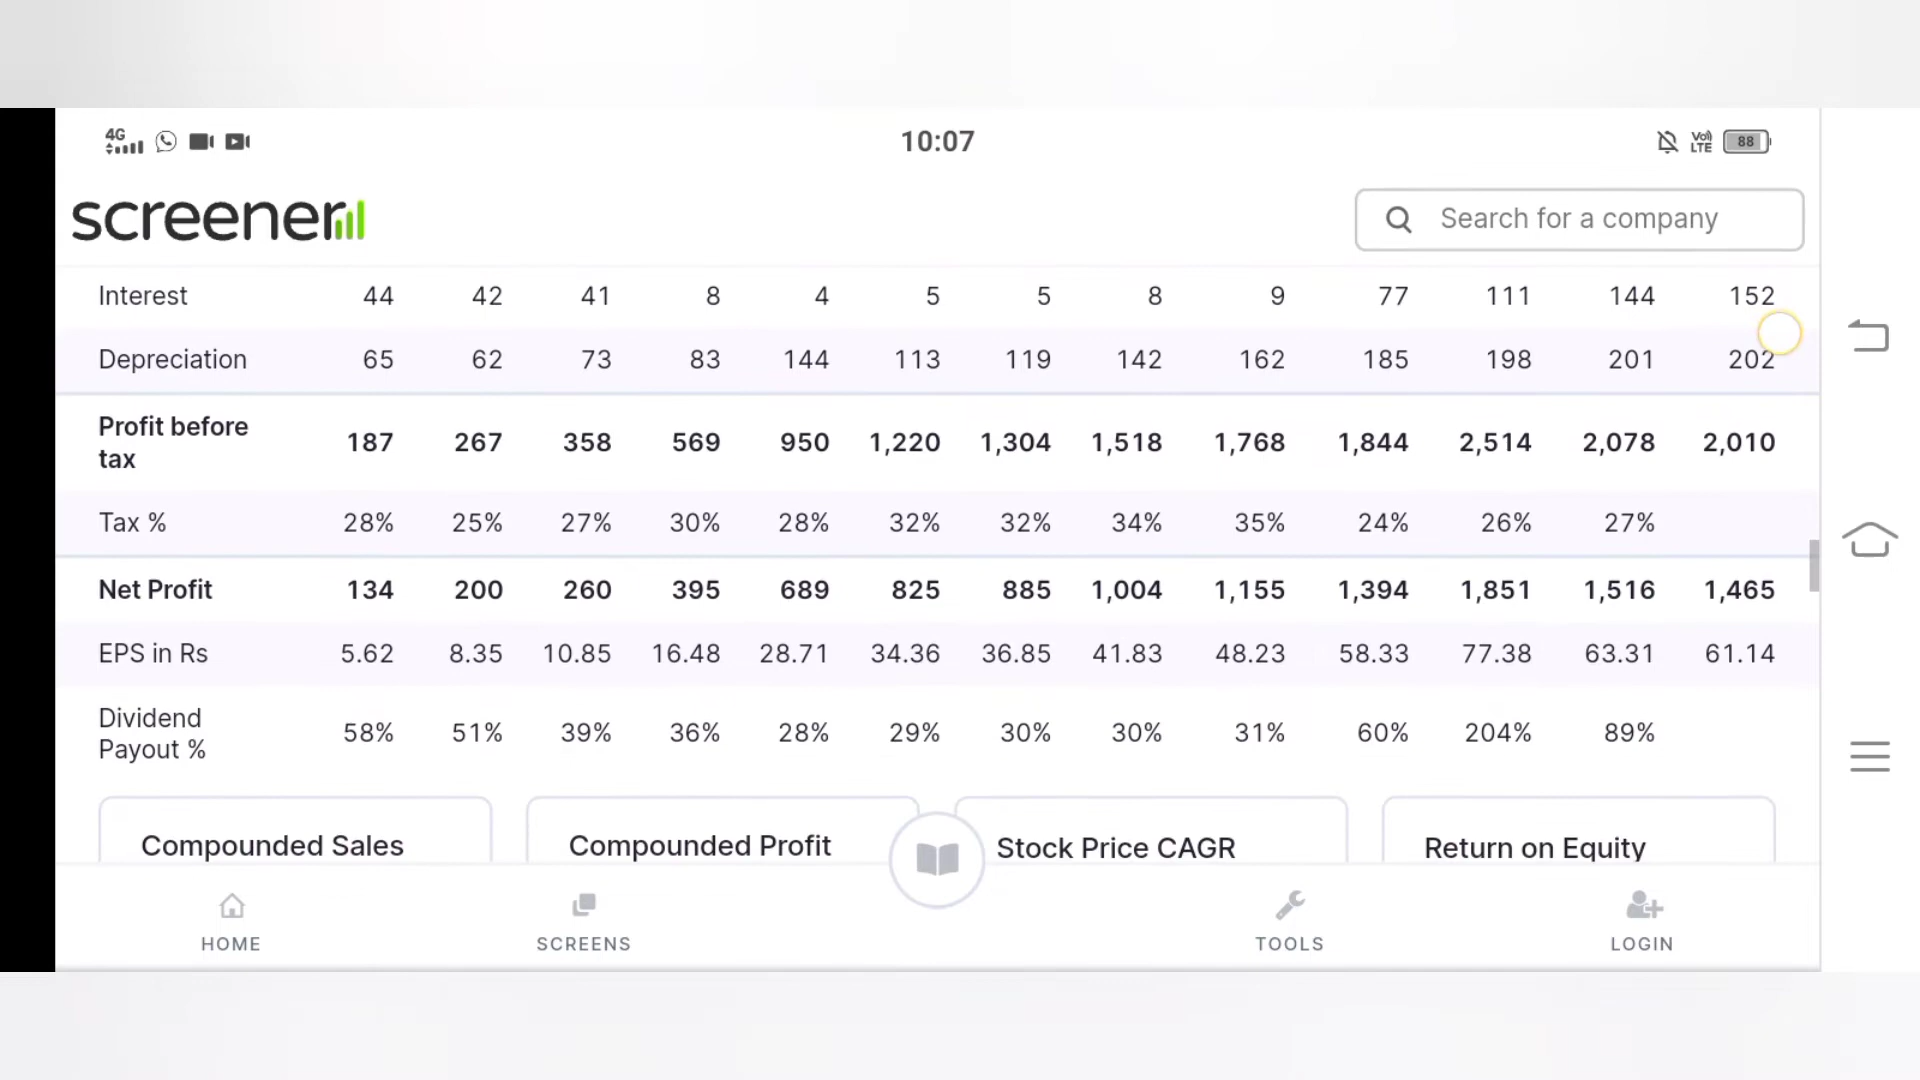 4G 10:07 Vol) LTE 88
screener Search for a company
Interest 44 42 41 8 4 5 5 8 9 77 111 144 152
Depreciation 65 62 73 83 144 113 119 142 162 185 198 201 202
Profit before
tax 187 267 358 569 950 1,220 1,304 1,518 1,768 1,844 2,514 2,078 2,010
Tax % 28% 25% 27% 30% 28% 32% 32% 34% 35% 24% 26% 27%
Net Profit 134 200 260 395 689 825 885 1,004 1,155 1,394 1,851 1,516 1,465
EPS in Rs 5.62 8.35 10.85 16.48 28.71 34.36 36.85 41.83 48.23 58.33 77.38 63.31 61.14
Dividend
Payout % 58% 51% 39% 36% 28% 29% 30% 30% 31% 60% 204% 89%
Compounded Sales Compounded Profit Stock Price CAGR Return on Equity
HOME SCREENS TOOLS LOGIN